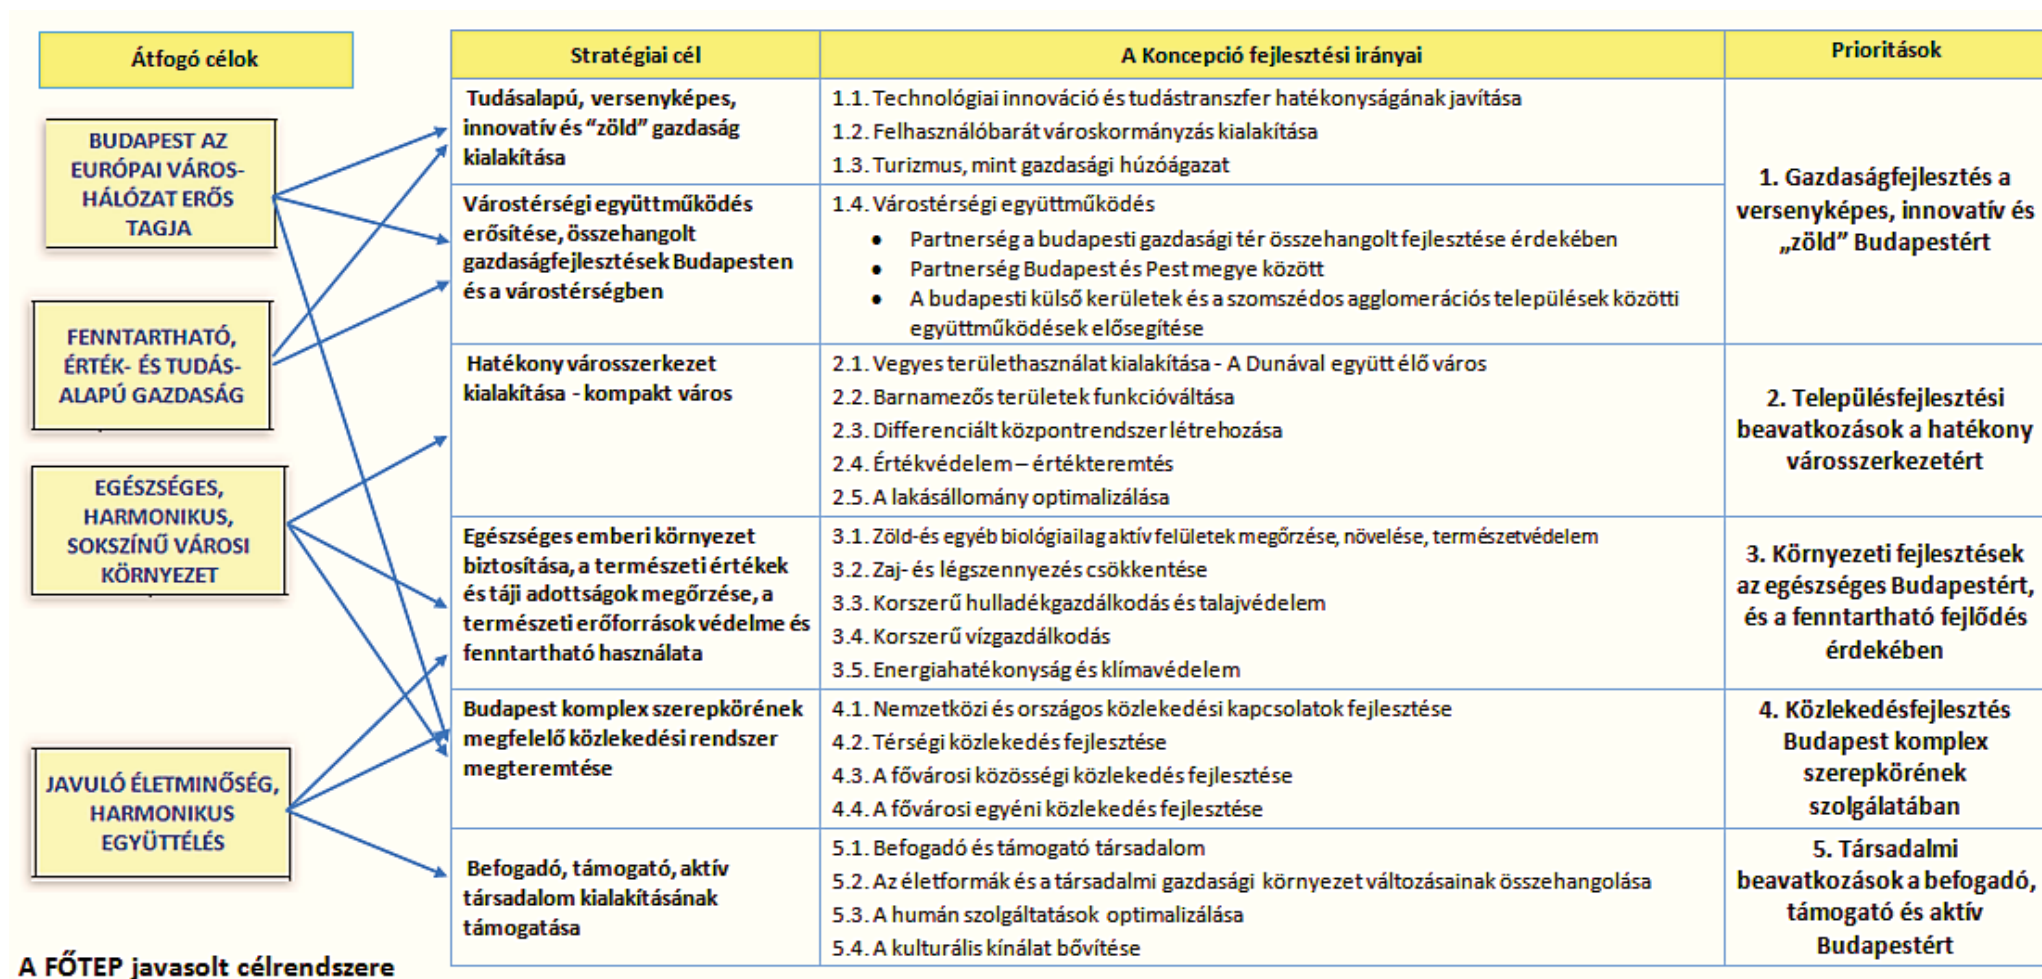 Átfogó célok
BUDAPEST AZ
EURÓPAI VÁROS-
HÁLÓZAT ERŐS
TAGJA
FENNTARTHATÓ,
ÉRTÉK- ÉS TUDÁS-
ALAPÚ GAZDASÁG
EGÉSZSÉGES,
HARMONIKUS,
SOKSZÍNŰ VÁROSI
KÖRNYEZET
JAVULÓ ÉLETMINŐSÉG,
HARMONIKUS
EGYÜTTÉLÉS
Stratégiai cél
A Koncepció fejlesztési irányai
Prioritások
Tudásalapú, versenyképes,
innovatív és “zöld” gazdaság
kialakítása
1.1. Technológiai innováció és tudástranszfer hatékonyságának javítása
1.2. Felhasználóbarát városkormányzás kialakítása
1.3. Turizmus, mint gazdasági húzóágazat
1. Gazdaságfejlesztés a
versenyképes, innovatív és
„zöld” Budapestért
Várostérségi együttműködés
erősítése, összehangolt
gazdaságfejlesztések Budapesten
és a várostérségben
1.4. Várostérségi együttműködés
• Partnerség a budapesti gazdasági tér összehangolt fejlesztése érdekében
• Partnerség Budapest és Pest megye között
• A budapesti külső kerületek és a szomszédos agglomerációs települések közötti
együttműködések elősegítése
Hatékony városszerkezet
kialakítása - kompakt város
2.1. Vegyes területhasználat kialakítása - A Dunával együtt élő város
2.2. Barnamezős területek funkcióváltása
2.3. Differenciált központrendszer létrehozása
2.4. Értékvédelem – értékteremtés
2.5. A lakásállomány optimalizálása
2. Településfejlesztési
beavatkozások a hatékony
városszerkezetért
Egészséges emberi környezet
biztosítása, a természeti értékek
és táji adottságok megőrzése, a
természeti erőforrások védelme és
fenntartható használata
3.1. Zöld-és egyéb biológiailag aktív felületek megőrzése, növelése, természetvédelem
3.2. Zaj- és légszennyezés csökkentése
3.3. Korszerű hulladékgazdálkodás és talajvédelem
3.4. Korszerű vízgazdálkodás
3.5. Energiahatékonyság és klímavédelem
3. Környezeti fejlesztések
az egészséges Budapestért,
és a fenntartható fejlődés
érdekében
Budapest komplex szerepkörének
megfelelő közlekedési rendszer
megteremtése
4.1. Nemzetközi és országos közlekedési kapcsolatok fejlesztése
4.2. Térségi közlekedés fejlesztése
4.3. A fővárosi közösségi közlekedés fejlesztése
4.4. A fővárosi egyéni közlekedés fejlesztése
4. Közlekedésfejlesztés
Budapest komplex
szerepkörének
szolgálatában
Befogadó, támogató, aktív
társadalom kialakításának
támogatása
5.1. Befogadó és támogató társadalom
5.2. Az életformák és a társadalmi gazdasági környezet változásainak összehangolása
5.3. A humán szolgáltatások optimalizálása
5.4. A kulturális kínálat bővítése
5. Társadalmi
beavatkozások a befogadó,
támogató és aktív
Budapestért
A FŐTEP javasolt célrendszere